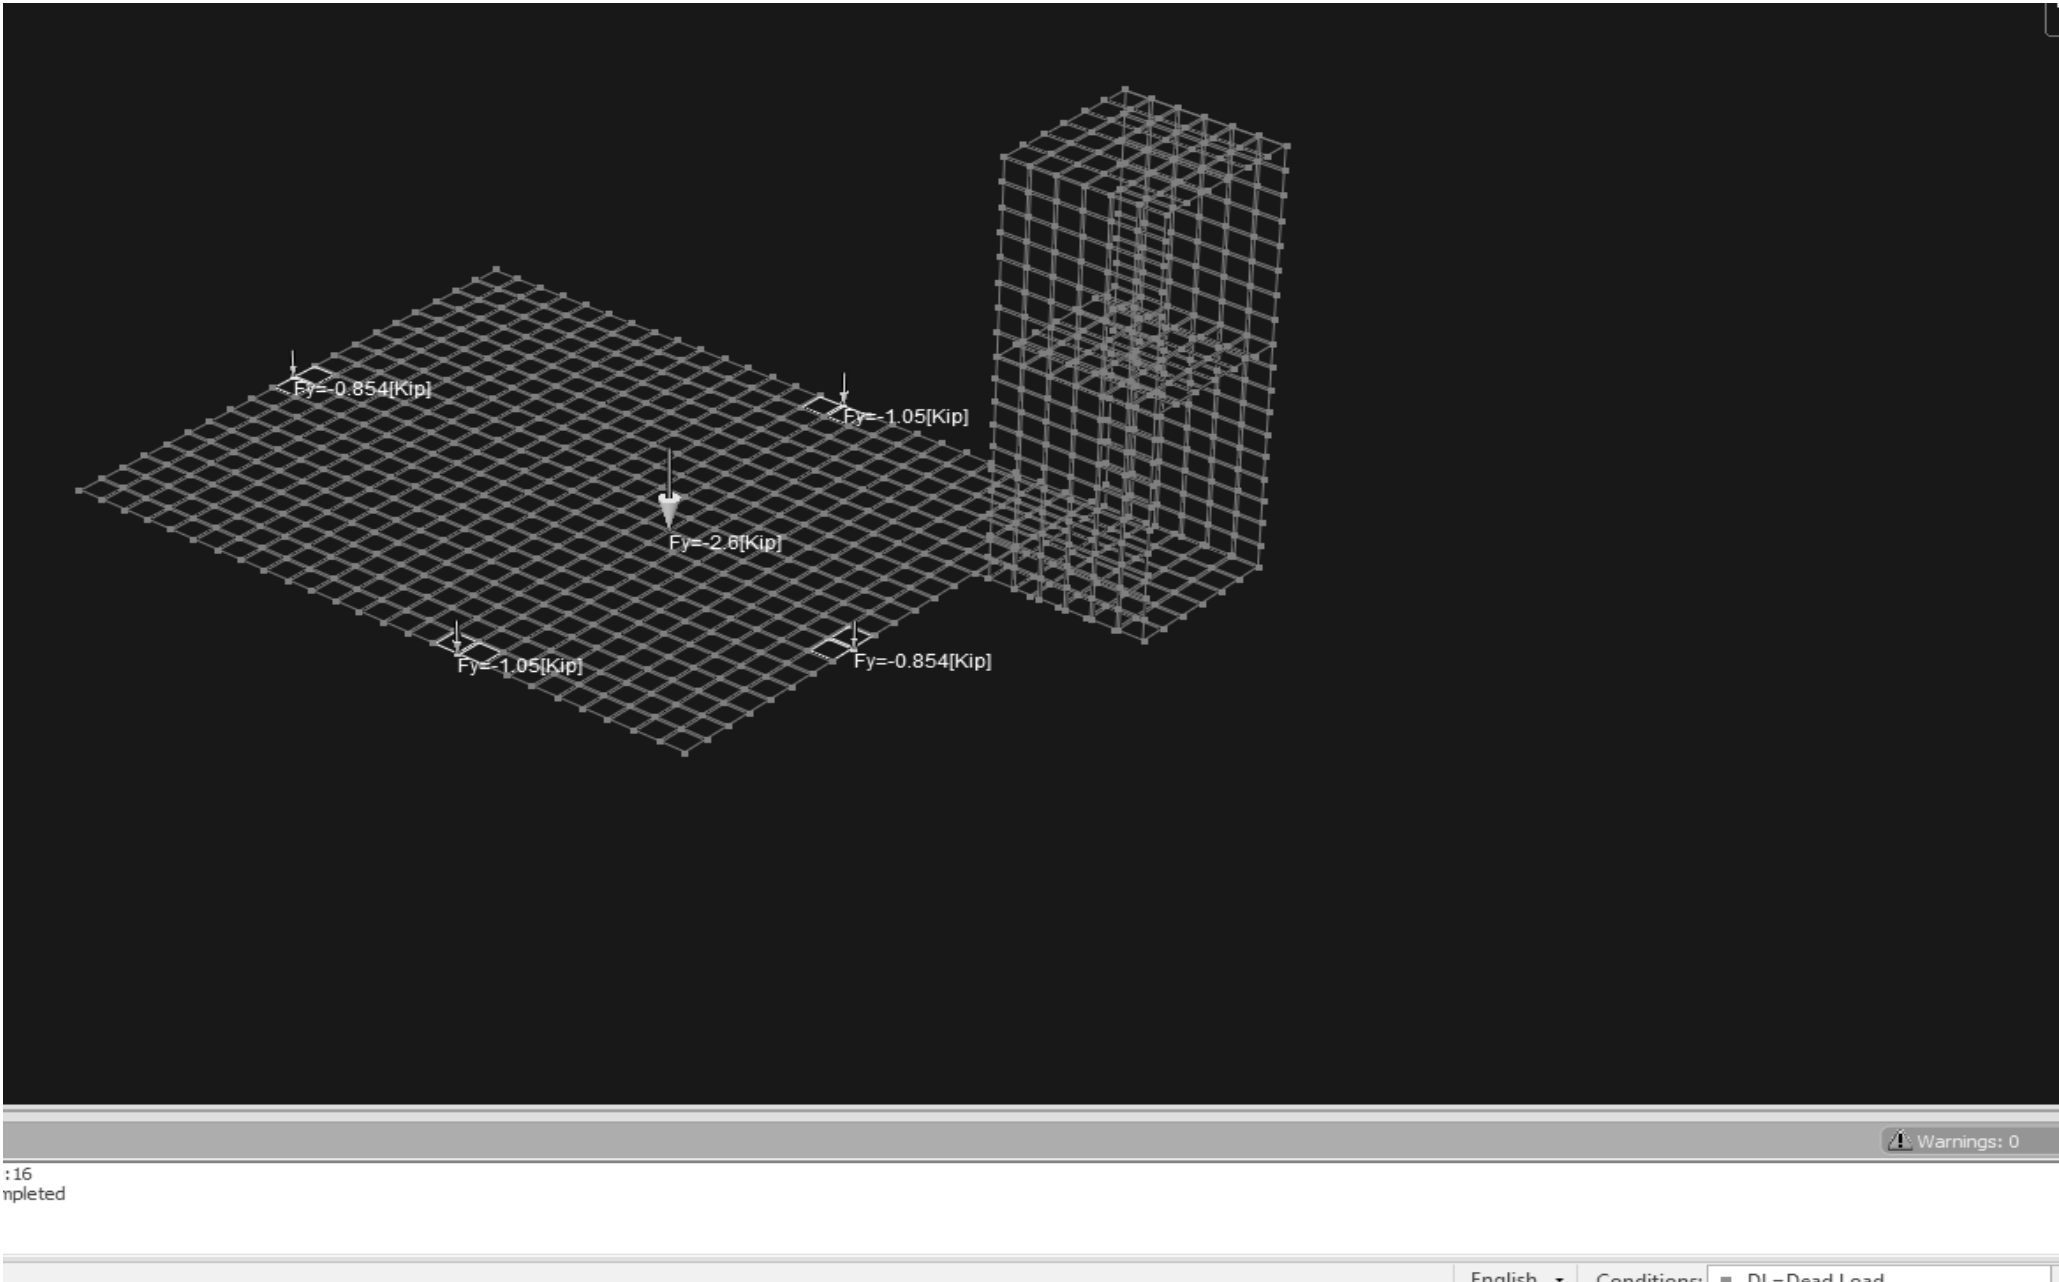 Fy=-0.854[Kip]
Fy=-1.05[Kip]
Fy=-2.6[Kip]
Fy=-1.05[Kip]
Fy=-0.854[Kip]
Warnings: 0
:16
mpleted
English
Conditions:
DL=Dead Load